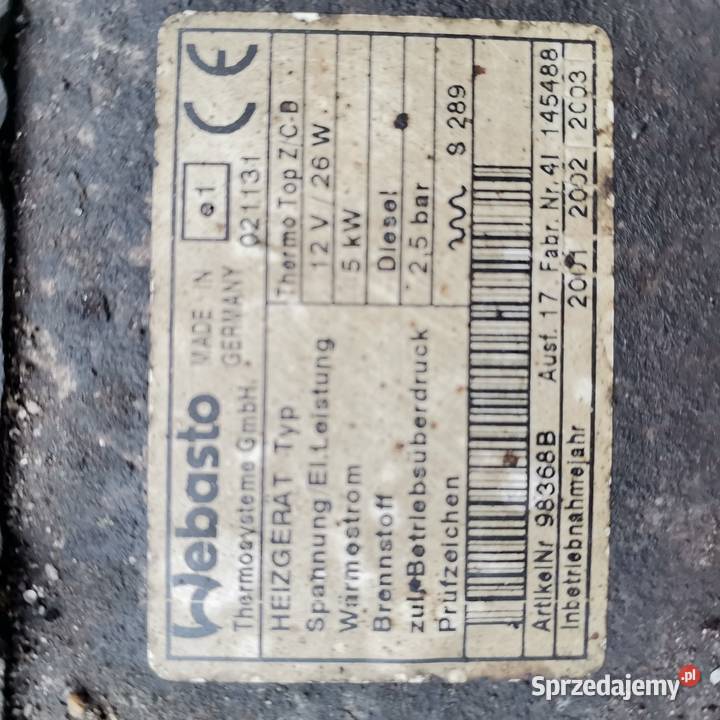 Webasto MADE IN GERMANY e1 CE
Thermosysteme GmbH. 021131
HEIZGERÄT Typ Thermo Top Z/C-D
Spannung/El.Leistung 12 V / 26 W.
Wärmestrom 5 kW
Brennstoff Diesel
zul.Betriebsüberdruck 2,5 bar
Prüfzeichen S 289
ArtikelNr 98368B Ausf. 17 Fabr. Nr. 41 145488
Inbetriebnahmejahr 2001 2002 2003
Sprzedajemy.pl